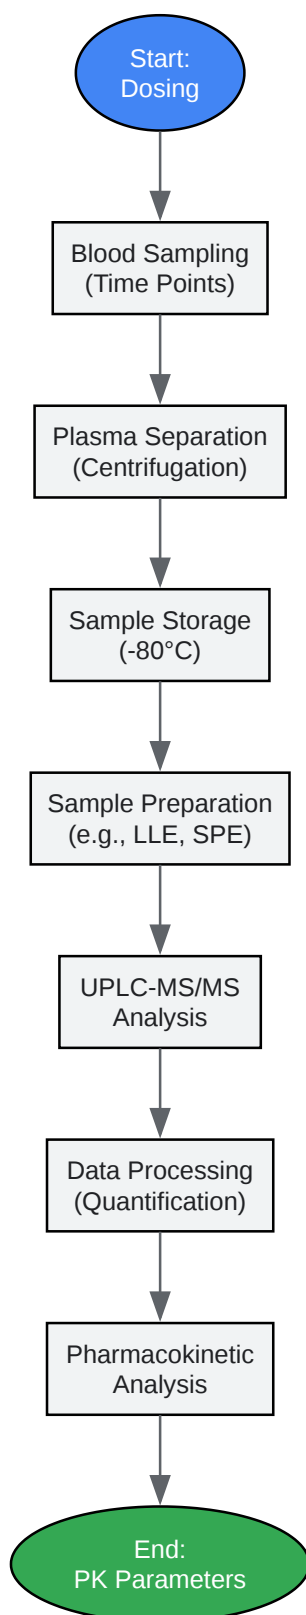 Start:
Dosing
Blood Sampling
(Time Points)
Plasma Separation
(Centrifugation)
Sample Storage
(-80°C)
Sample Preparation
(e.g., LLE, SPE)
UPLC-MS/MS
Analysis
Data Processing
(Quantification)
Pharmacokinetic
Analysis
End:
PK Parameters